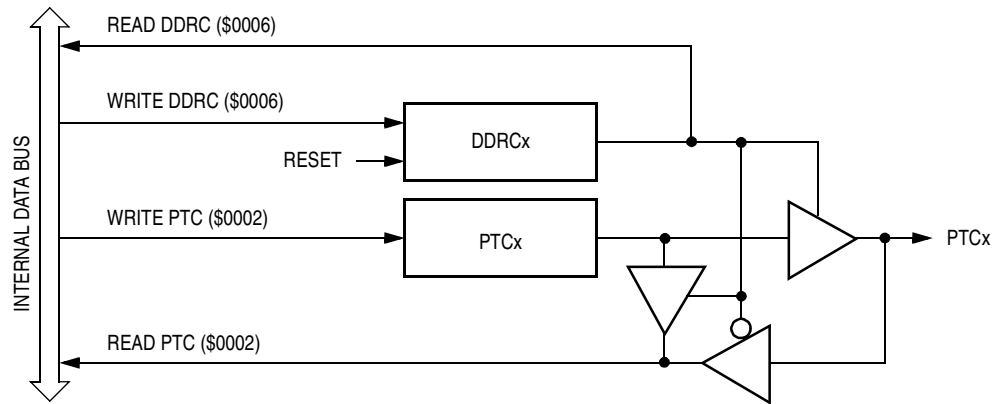 READ DDRC ($0006)
WRITE DDRC ($0006)
DDRCx
RESET
WRITE PTC ($0002)
PTCx
PTCx
READ PTC ($0002)
INTERNAL DATA BUS